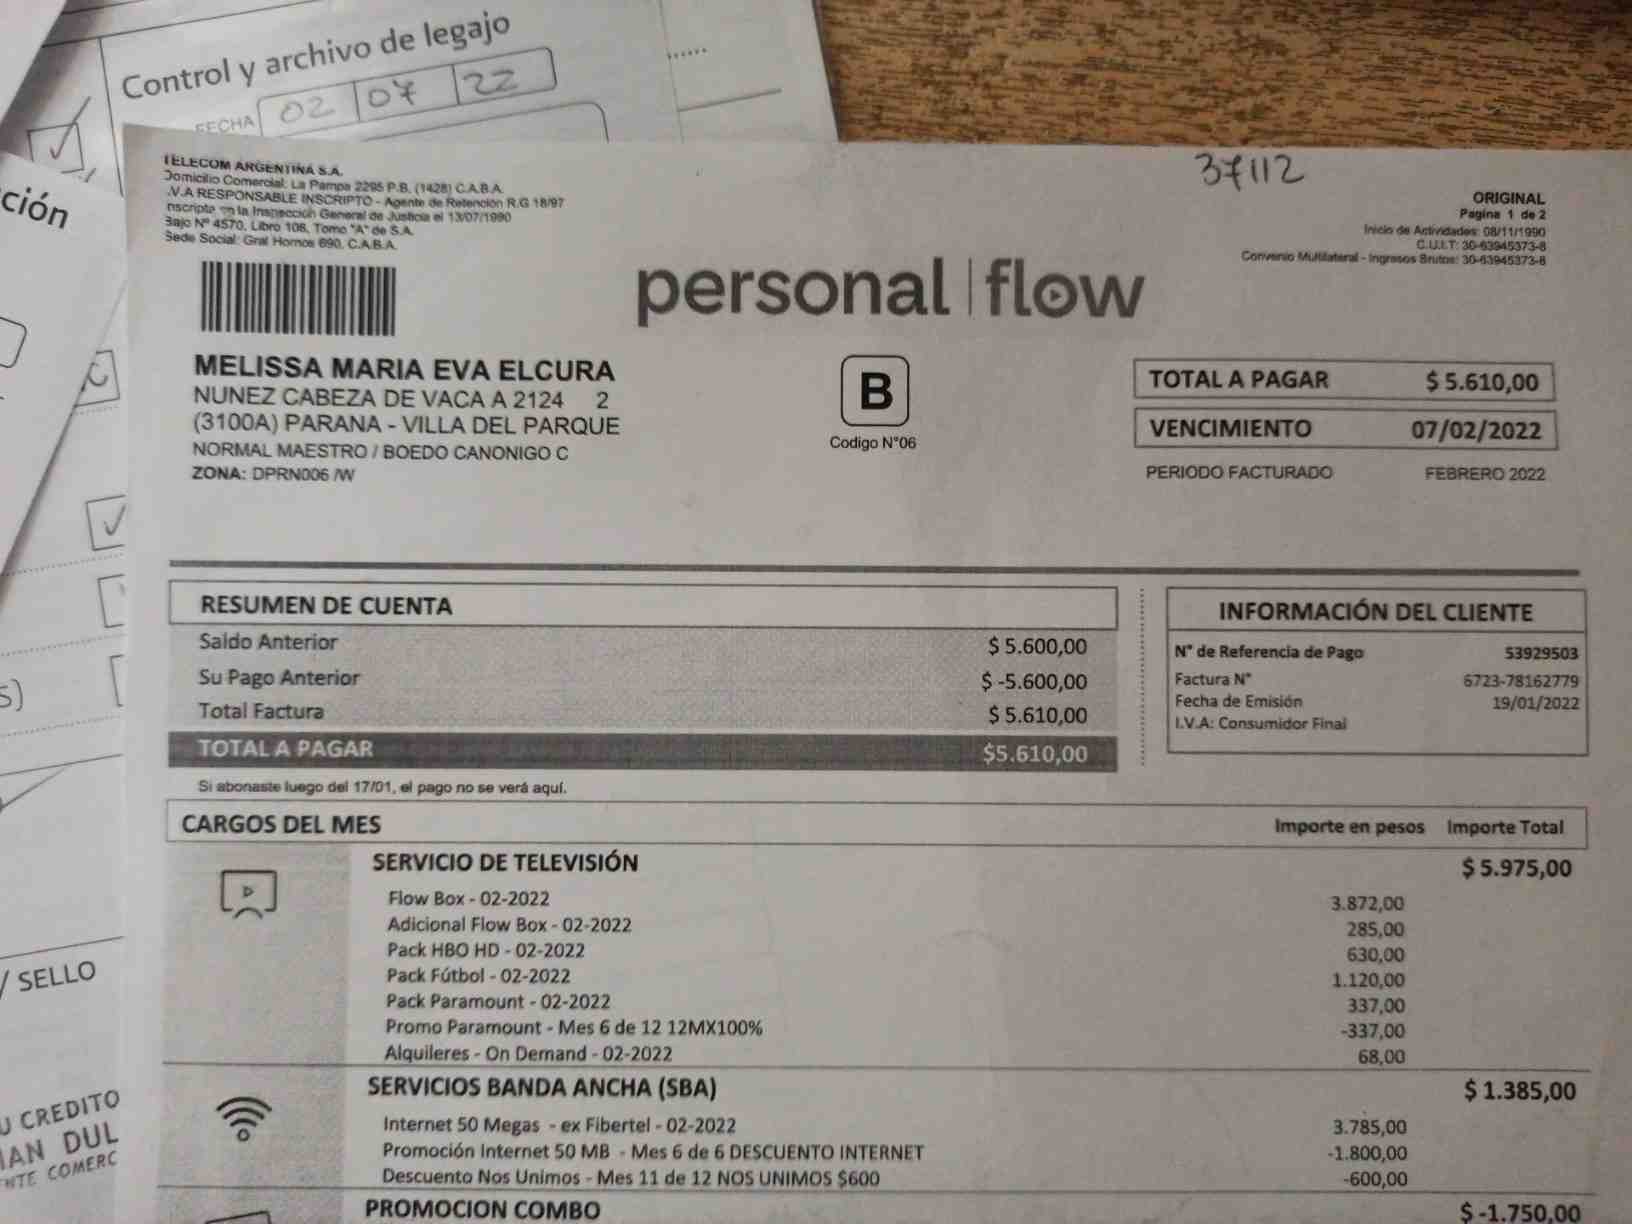 Control y archivo de legajo
FECHA 02 07 22
ción
S)
/ SELLO
U CREDITO
IAN DUL
NTE COMERC
TELECOM ARGENTINA S.A.
Domicilio Comercial: La Pampa 2295 P.B. (1428) C.A.B.A.
.V.A RESPONSABLE INSCRIPTO - Agente de Retención R.G 18/97
nscripta en la Inspección General de Justicia el 13/07/1990
Bajo Nº 4570, Libro 108, Tomo "A" de S.A.
Sede Social: Gral Hornos 690, C.A.B.A.
37112
ORIGINAL
Pagina 1 de 2
Inicio de Actividades: 08/11/1990
C.U.I.T: 30-63945373-8
Convenio Multilateral - Ingresos Brutos: 30-63945373-8
personal | flow
MELISSA MARIA EVA ELCURA
NUNEZ CABEZA DE VACA A 2124 2
(3100A) PARANA - VILLA DEL PARQUE
NORMAL MAESTRO / BOEDO CANONIGO C
ZONA: DPRN006 /W
B
Codigo N°06
TOTAL A PAGAR $ 5.610,00
VENCIMIENTO 07/02/2022
PERIODO FACTURADO FEBRERO 2022
RESUMEN DE CUENTA
Saldo Anterior $ 5.600,00
Su Pago Anterior $ -5.600,00
Total Factura $ 5.610,00
TOTAL A PAGAR $5.610,00
Si abonaste luego del 17/01, el pago no se verá aquí.
INFORMACIÓN DEL CLIENTE
N° de Referencia de Pago 53929503
Factura N° 6723-78162779
Fecha de Emisión 19/01/2022
I.V.A: Consumidor Final
CARGOS DEL MES Importe en pesos Importe Total
SERVICIO DE TELEVISIÓN $ 5.975,00
Flow Box - 02-2022 3.872,00
Adicional Flow Box - 02-2022 285,00
Pack HBO HD - 02-2022 630,00
Pack Fútbol - 02-2022 1.120,00
Pack Paramount - 02-2022 337,00
Promo Paramount - Mes 6 de 12 12MX100% -337,00
Alquileres - On Demand - 02-2022 68,00
SERVICIOS BANDA ANCHA (SBA) $ 1.385,00
Internet 50 Megas - ex Fibertel - 02-2022 3.785,00
Promoción Internet 50 MB - Mes 6 de 6 DESCUENTO INTERNET -1.800,00
Descuento Nos Unimos - Mes 11 de 12 NOS UNIMOS $600 -600,00
PROMOCION COMBO $ -1.750,00